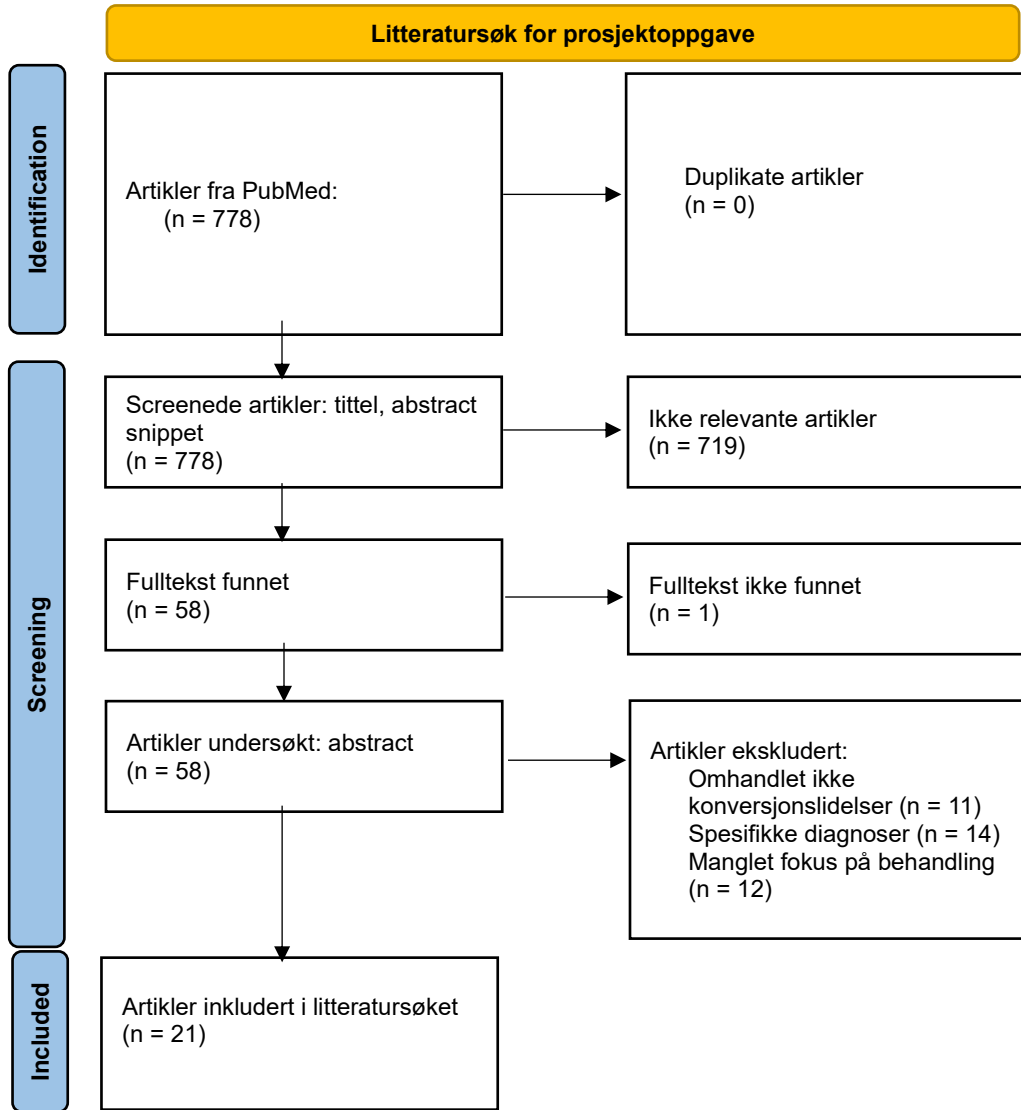 Litteratursøk for prosjektoppgave
Identification
Artikler fra PubMed:
(n = 778)
Duplikate artikler
(n = 0)
Screening
Screenede artikler: tittel, abstract
snippet
(n = 778)
Ikke relevante artikler
(n = 719)
Fulltekst funnet
(n = 58)
Fulltekst ikke funnet
(n = 1)
Artikler undersøkt: abstract
(n = 58)
Artikler ekskludert:
Omhandlet ikke
konversjonslidelser (n = 11)
Spesifikke diagnoser (n = 14)
Manglet fokus på behandling
(n = 12)
Included
Artikler inkludert i litteratursøket
(n = 21)